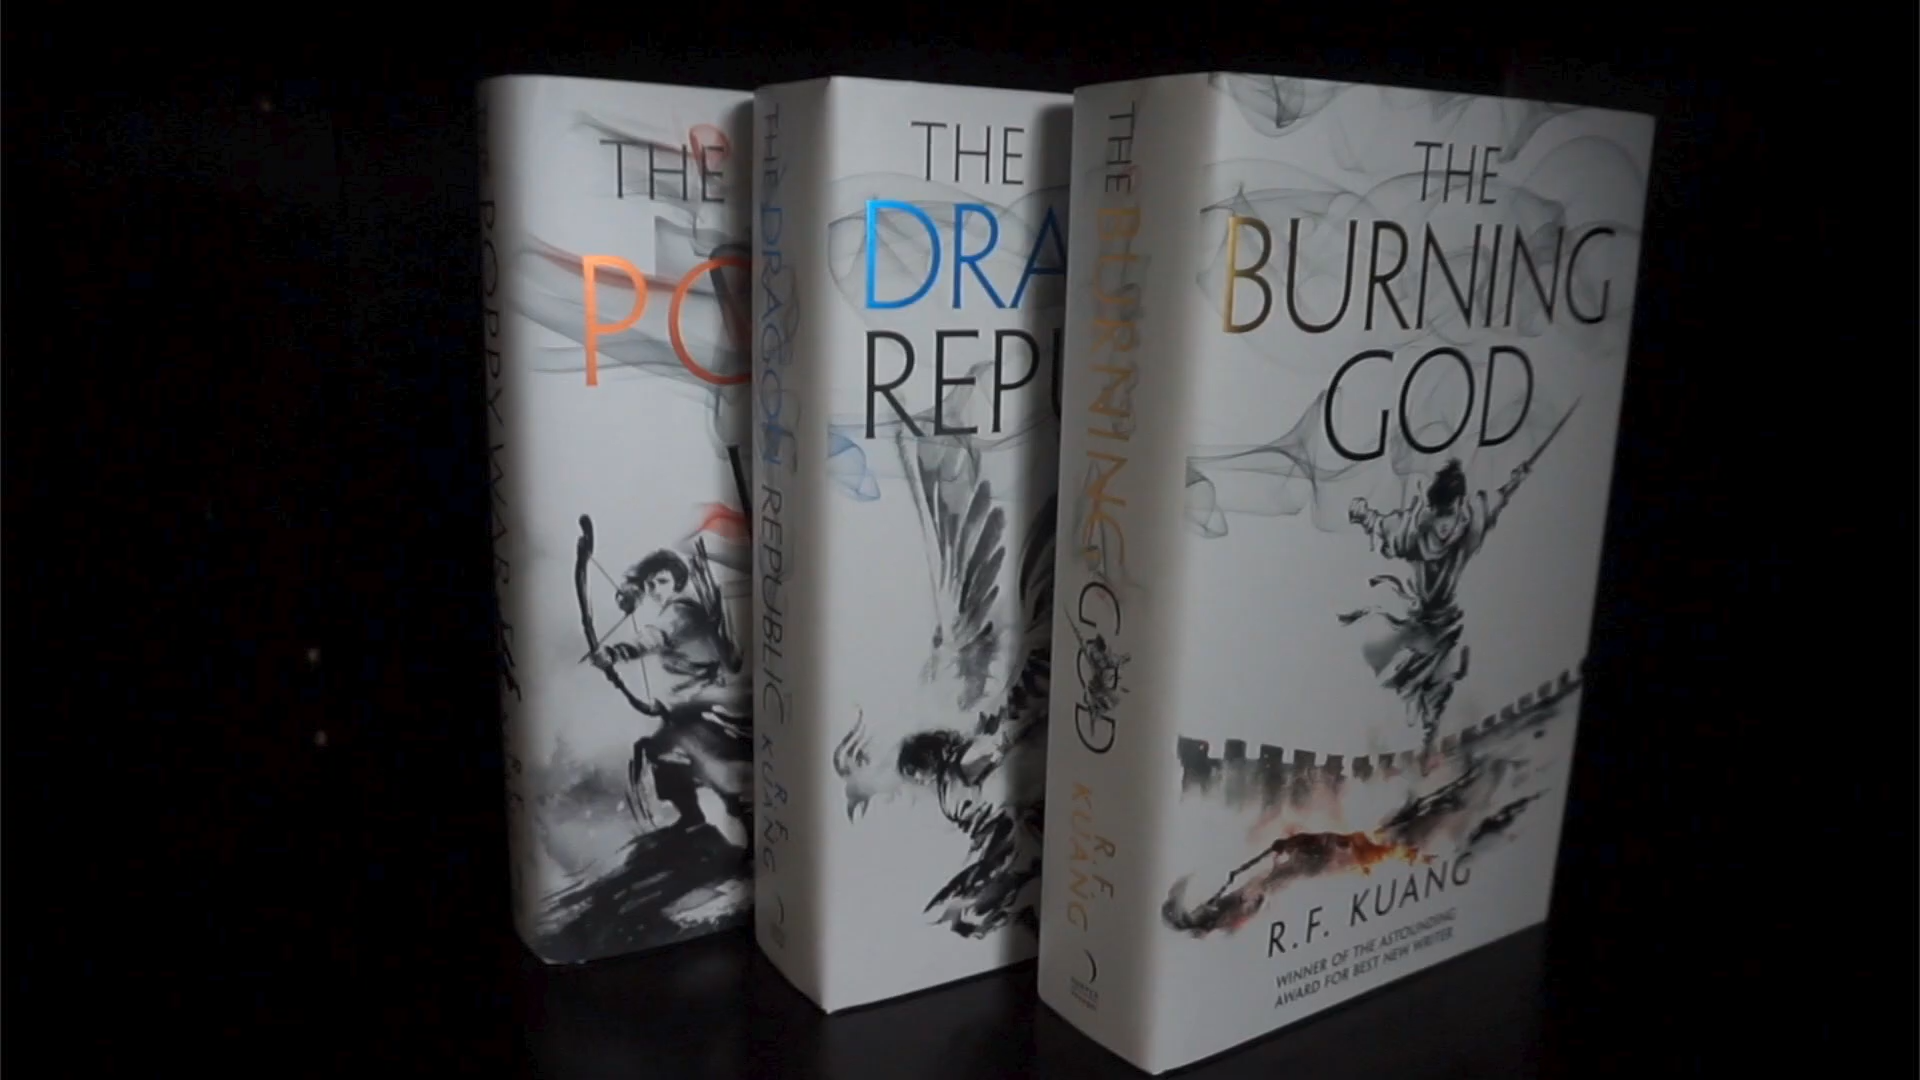 THE POPPY WAR
R.F. KUANG
THE
PO
THE DRAGON REPUBLIC
R.F. KUANG
THE
DRA
REPU
THE BURNING GOD
R.F. KUANG
THE
BURNING
GOD
R.F. KUANG
WINNER OF THE ASTOUNDING
AWARD FOR BEST NEW WRITER